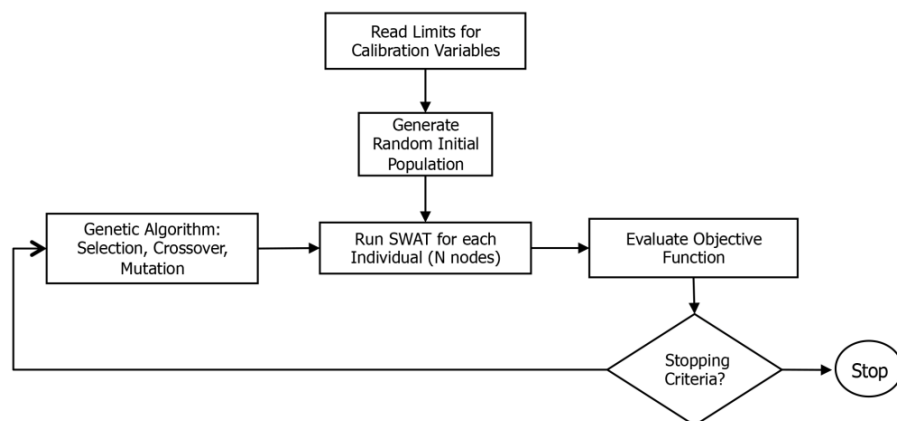 Read Limits for
Calibration Variables
Generate
Random Initial
Population
Genetic Algorithm:
Selection, Crossover,
Mutation
Run SWAT for each
Individual (N nodes)
Evaluate Objective
Function
Stopping
Criteria?
Stop